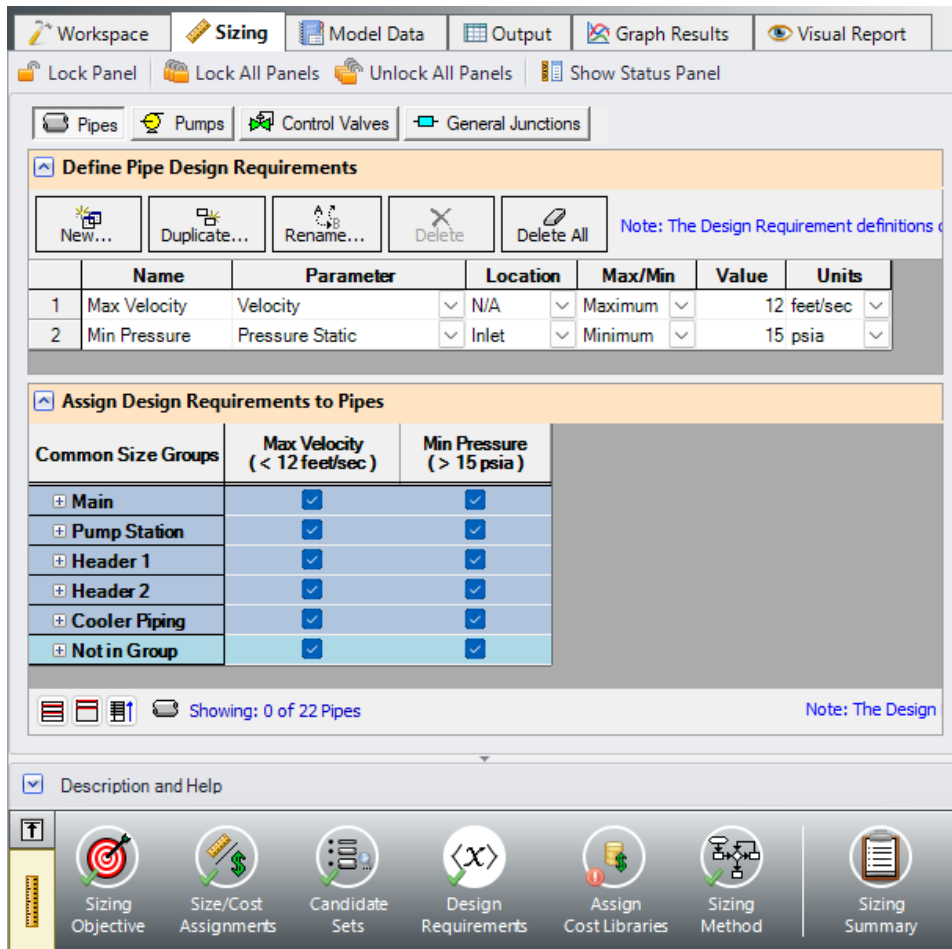 Workspace Sizing Model Data Output Graph Results Visual Report
Lock Panel Lock All Panels Unlock All Panels Show Status Panel
Pipes Pumps Control Valves General Junctions
Define Pipe Design Requirements
New... Duplicate... Rename... Delete Delete All Note: The Design Requirement definitions
Name Parameter Location Max/Min Value Units
1 Max Velocity Velocity N/A Maximum 12 feet/sec
2 Min Pressure Pressure Static Inlet Minimum 15 psia
Assign Design Requirements to Pipes
Common Size Groups Max Velocity Min Pressure
( < 12 feet/sec ) ( > 15 psia )
Main
Pump Station
Header 1
Header 2
Cooler Piping
Not in Group
Showing: 0 of 22 Pipes Note: The Design
Description and Help
Sizing Size/Cost Candidate Design Assign Sizing Sizing
Objective Assignments Sets Requirements Cost Libraries Method Summary